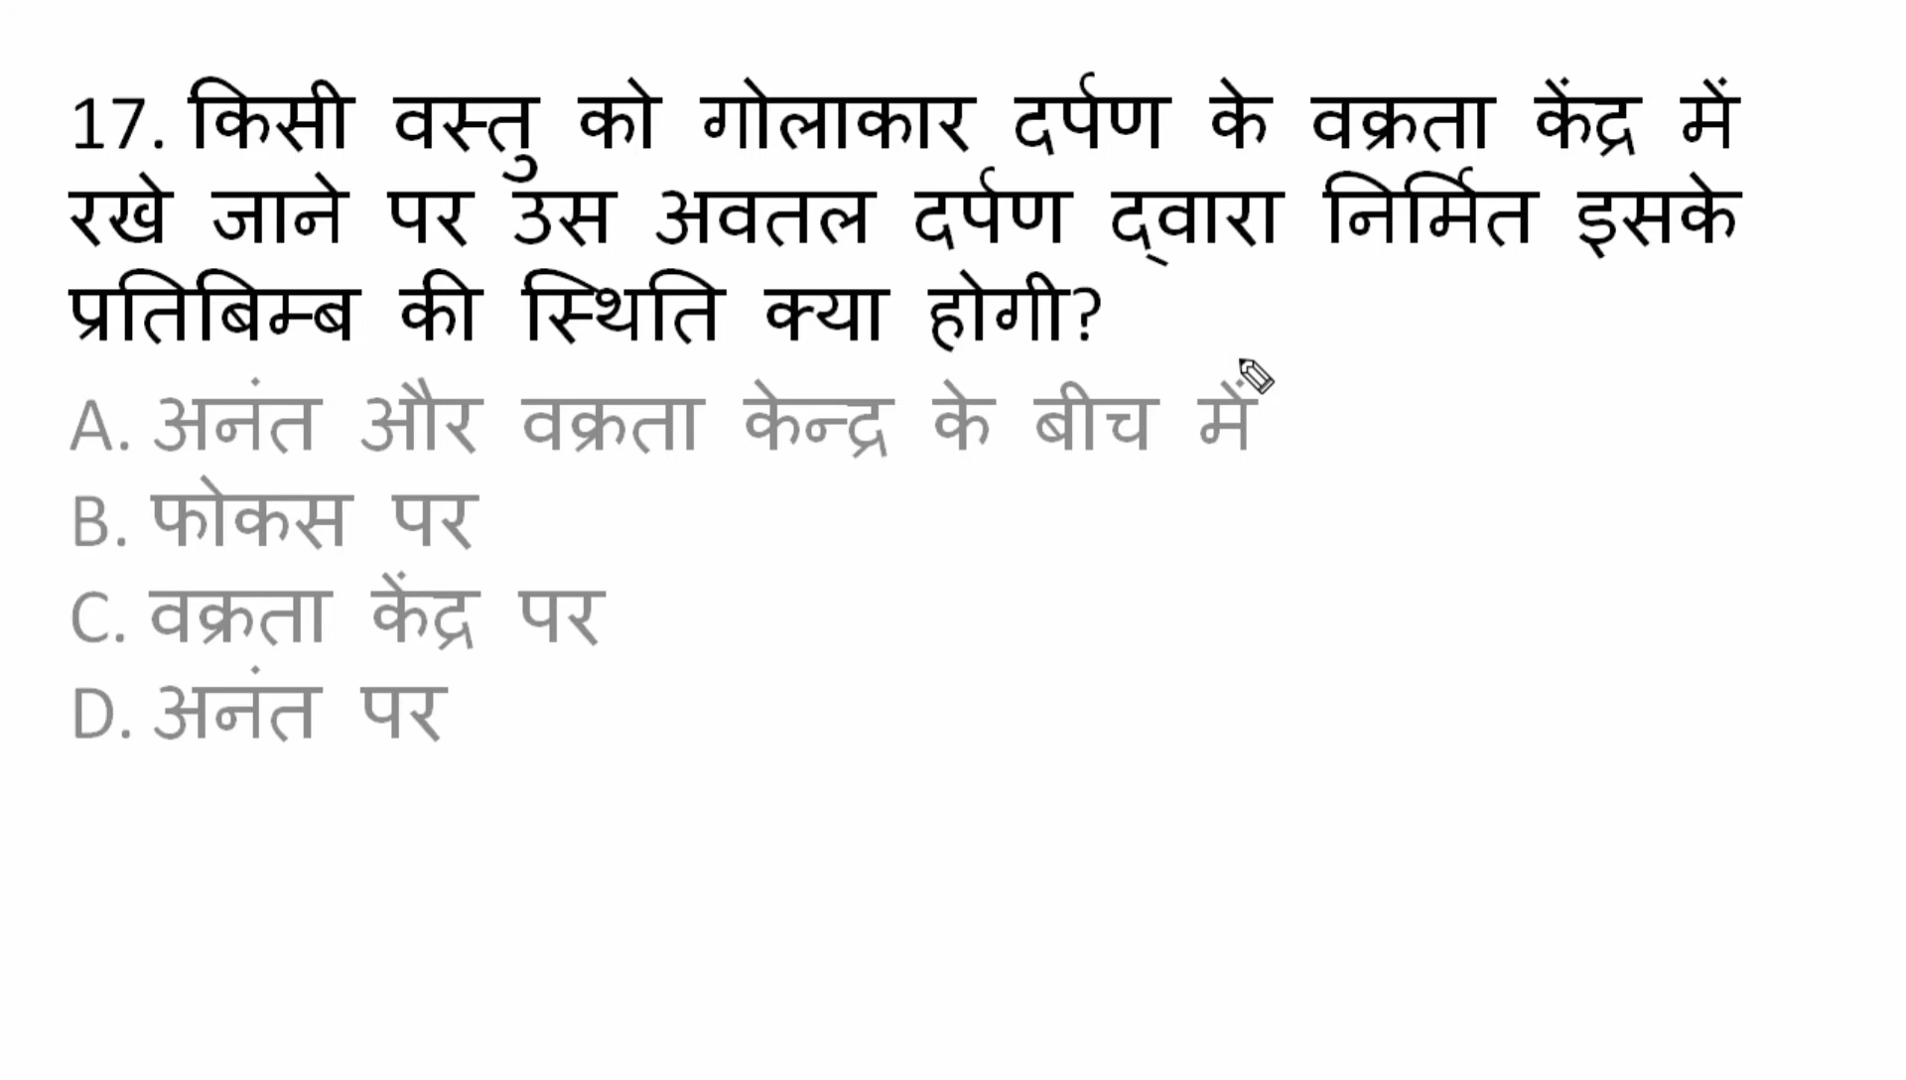 17. किसी वस्तु को गोलाकार दर्पण के वक्रता केंद्र में
रखे जाने पर उस अवतल दर्पण द्वारा निर्मित इसके
प्रतिबिम्ब की स्थिति क्या होगी?
A. अनंत और वक्रता केन्द्र के बीच में
B. फोकस पर
C. वक्रता केंद्र पर
D. अनंत पर